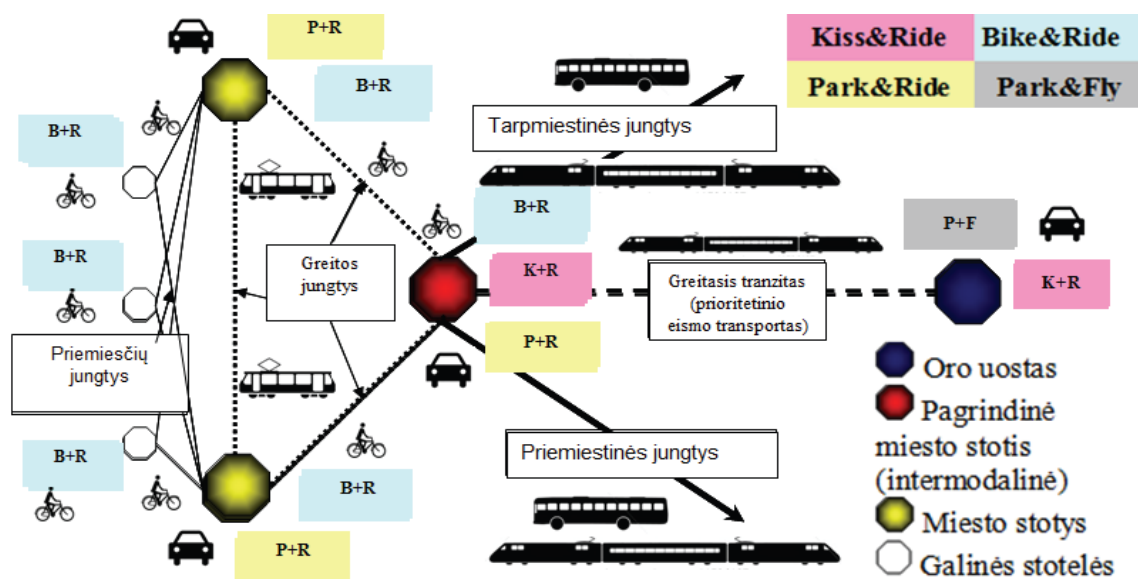 P+R
Kiss&Ride
Bike&Ride
Park&Ride
Park&Fly
B+R
B+R
Tarpmiestinės jungtys
B+R
P+F
B+R
Greitos
jungtys
K+R
Greitasis tranzitas
(prioritetinio
eismo transportas)
K+R
Priemiesčių
jungtys
P+R
Oro uostas
Pagrindinė
miesto stotis
(intermodalinė)
Miesto stotys
Galinės stotelės
Priemiestinės jungtys
B+R
B+R
P+R